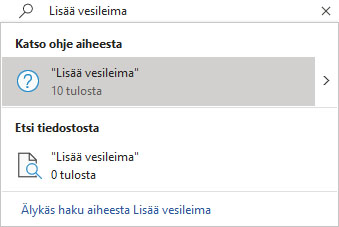 Lisää vesileima
Katso ohje aiheesta
"Lisää vesileima"
10 tulosta
Etsi tiedostosta
"Lisää vesileima"
0 tulosta
Älykäs haku aiheesta Lisää vesileima